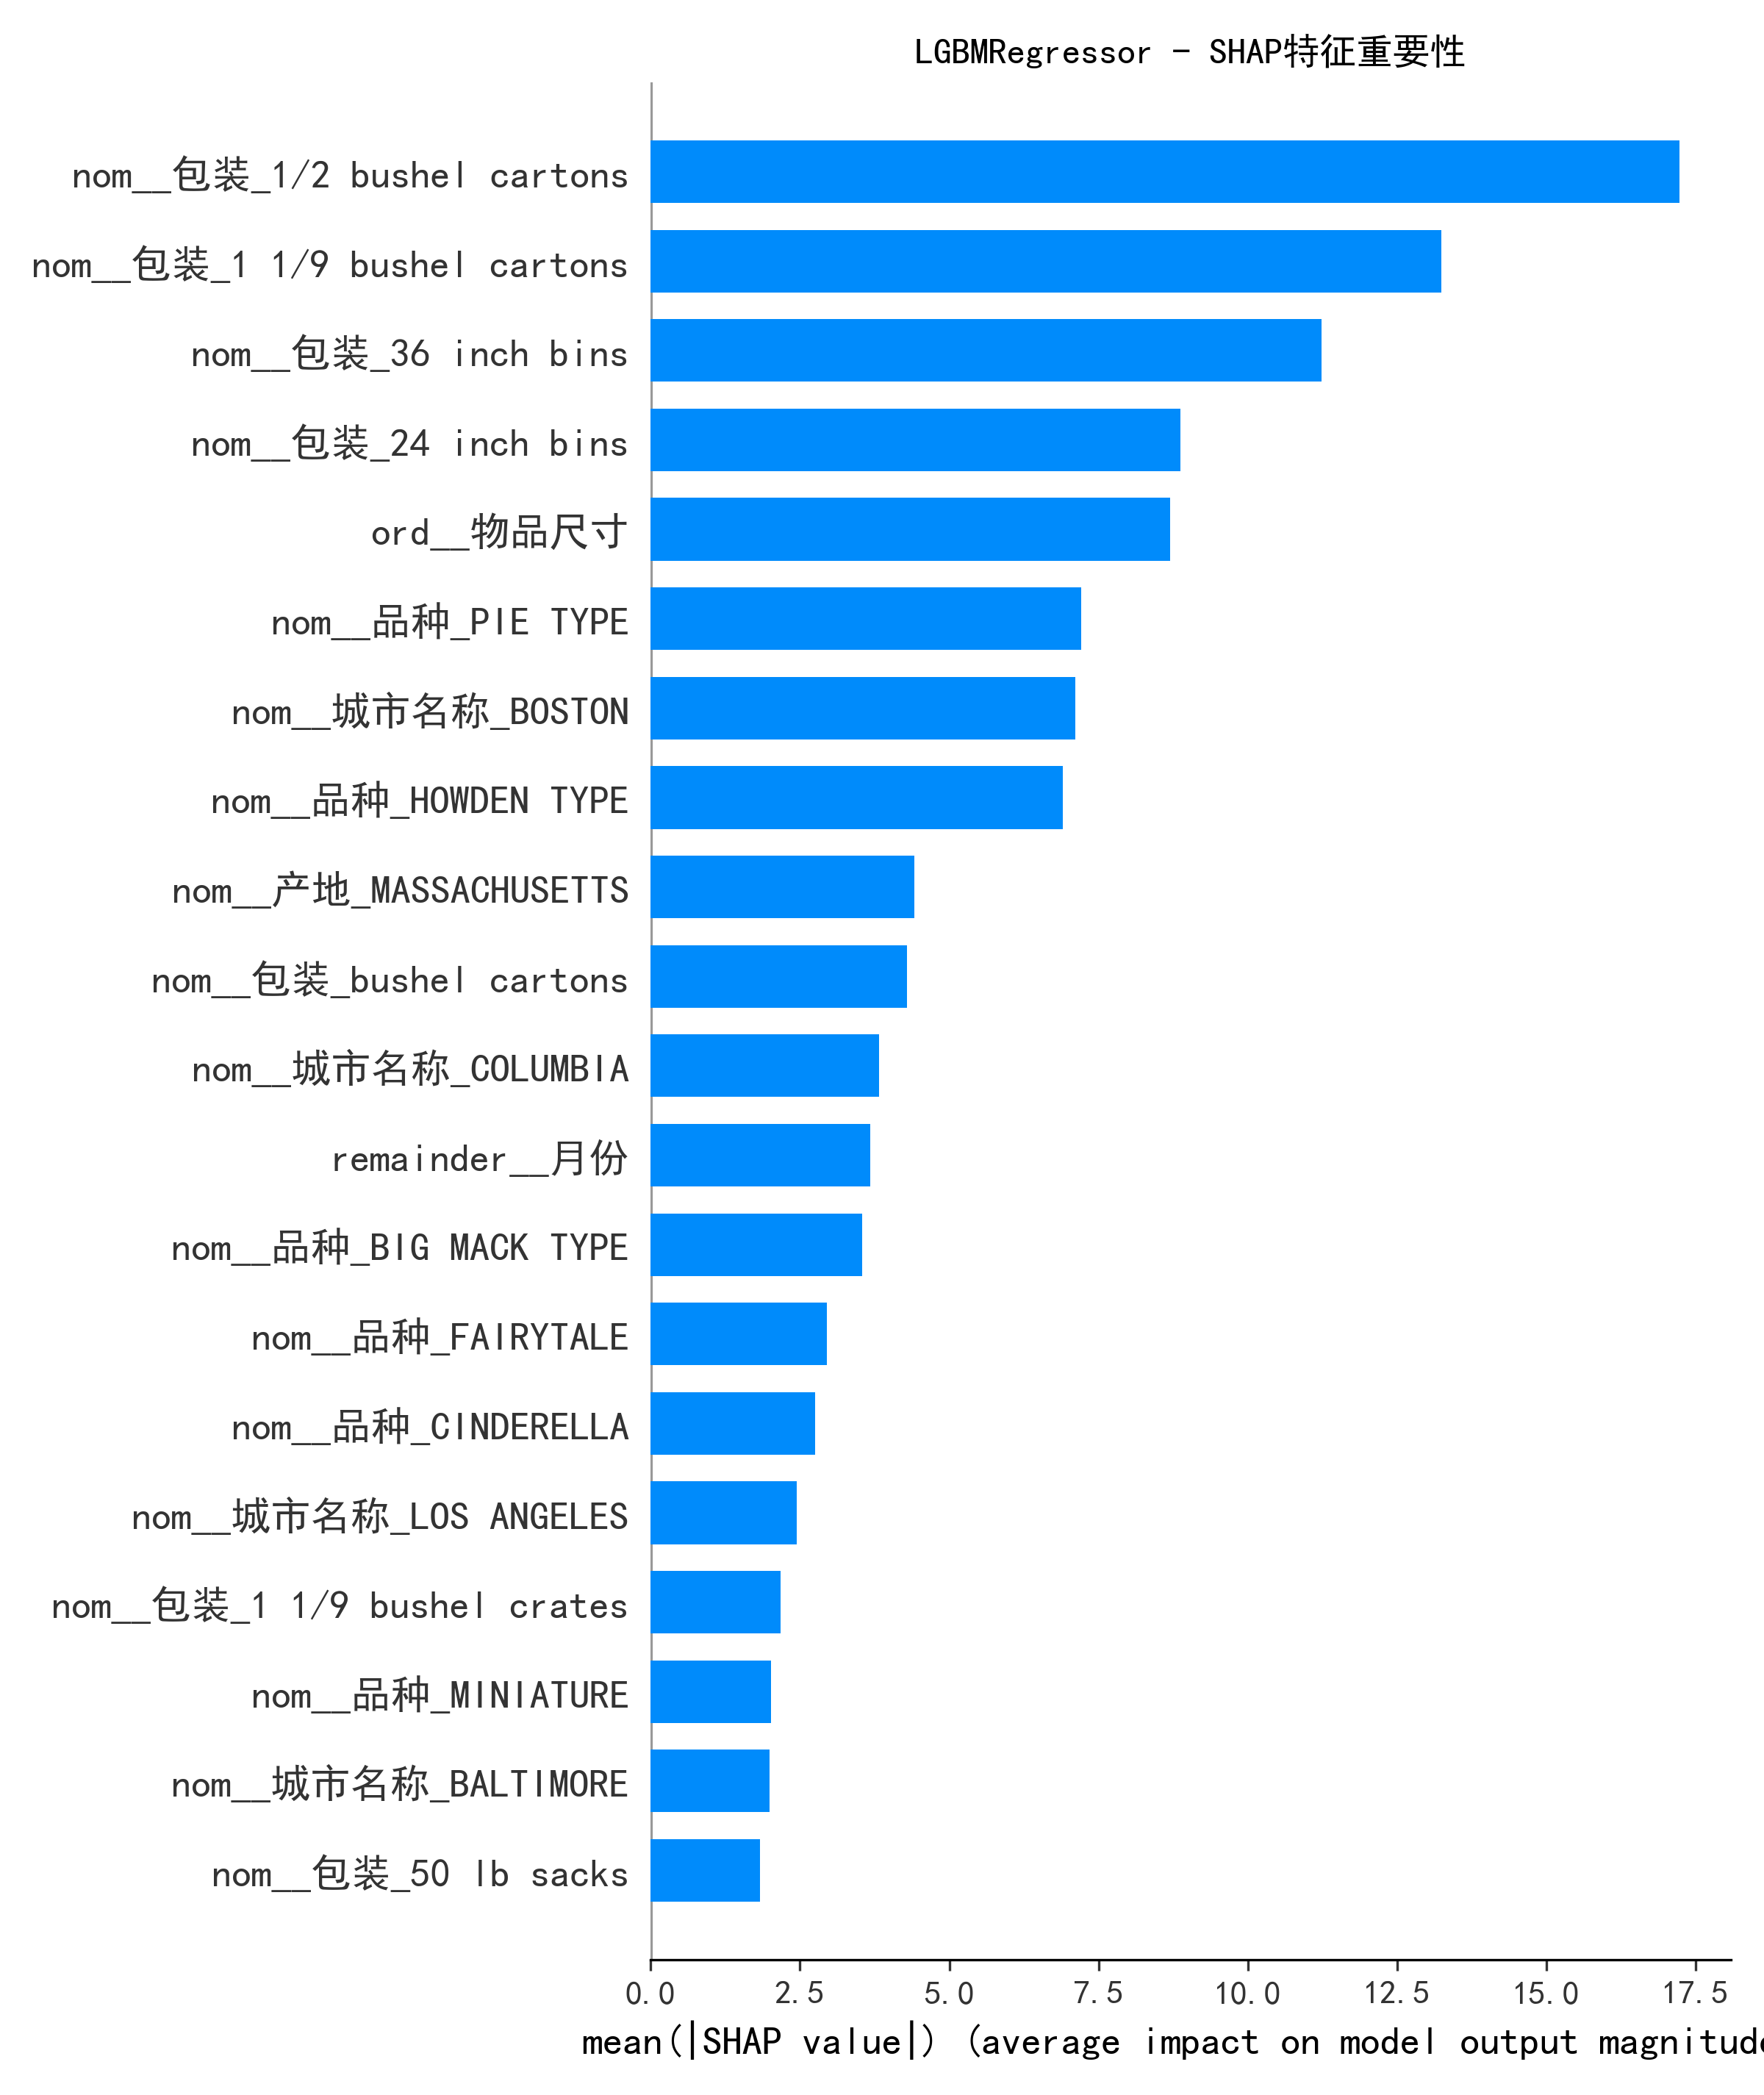 LGBMRegressor - SHAP特征重要性
nom__包装_1/2 bushel cartons
nom__包装_1 1/9 bushel cartons
nom__包装_36 inch bins
nom__包装_24 inch bins
ord__物品尺寸
nom__品种_PIE TYPE
nom__城市名称_BOSTON
nom__品种_HOWDEN TYPE
nom__产地_MASSACHUSETTS
nom__包装_bushel cartons
nom__城市名称_COLUMBIA
remainder__月份
nom__品种_BIG MACK TYPE
nom__品种_FAIRYTALE
nom__品种_CINDERELLA
nom__城市名称_LOS ANGELES
nom__包装_1 1/9 bushel crates
nom__品种_MINIATURE
nom__城市名称_BALTIMORE
nom__包装_50 lb sacks
0.0 2.5 5.0 7.5 10.0 12.5 15.0 17.5
mean(|SHAP value|) (average impact on model output magnitude